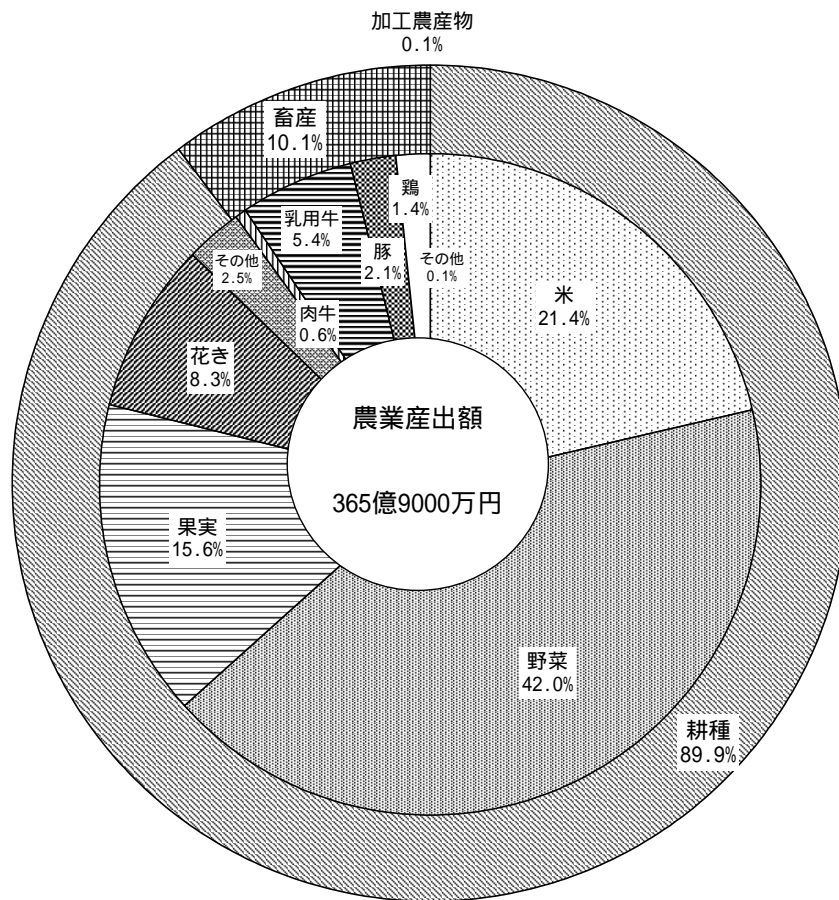 加工農産物
0.1%
畜産
10.1%
鶏
1.4%
乳用牛
5.4%
豚
2.1%
その他
0.1%
その他
2.5%
肉牛
0.6%
米
21.4%
花き
8.3%
農業産出額
365億9000万円
果実
15.6%
野菜
42.0%
耕種
89.9%